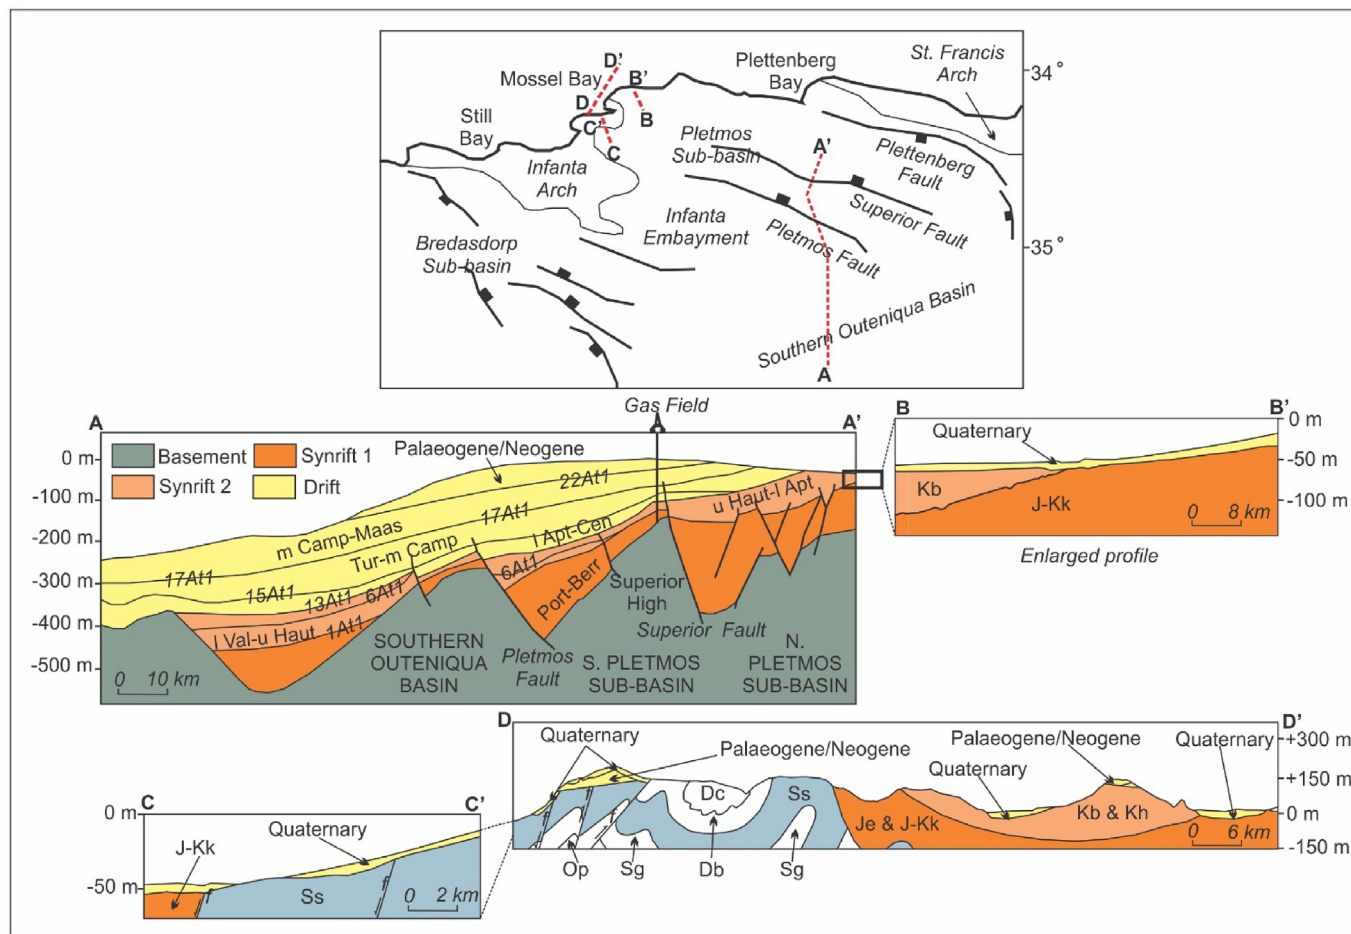 D'
B'
Mossel Bay
Plettenberg
Bay
St. Francis
Arch
34°
D
B
C'
C
Still
Bay
Pletmos
Sub-basin
A'
Plettenberg
Fault
Infanta
Arch
Superior Fault
Infanta
Embayment
Pletmos Fault
35°
Bredasdorp
Sub-basin
Southern Outeniqua Basin
A
A
Gas Field
A'
Basement
Synrift 1
Synrift 2
Drift
Palaeogene/Neogene
0 m
-100 m
-200 m
-300 m
-400 m
-500 m
22At1
17At1
m Camp-Maas
u Haut-l Apt
l Apt-Cen
Tur-m Camp
17At1
15At1
13At1
6At1
6At1
l Val-u Haut
1At1
Port-Berr
Superior
High
Superior Fault
SOUTHERN
OUTENIQUA
BASIN
Pletmos
Fault
S. PLETMOS
SUB-BASIN
N.
PLETMOS
SUB-BASIN
0 10 km
B
B'
Quaternary
0 m
-50 m
-100 m
Kb
J-Kk
0 8 km
Enlarged profile
C
C'
0 m
-50 m
J-Kk
Quaternary
Ss
f
f
0 2 km
D
D'
Quaternary
Palaeogene/Neogene
Palaeogene/Neogene
Quaternary
Quaternary
+300 m
+150 m
0 m
-150 m
Dc
Ss
f
f
f
Je & J-Kk
Kb & Kh
0 6 km
Op
Sg
Db
Sg